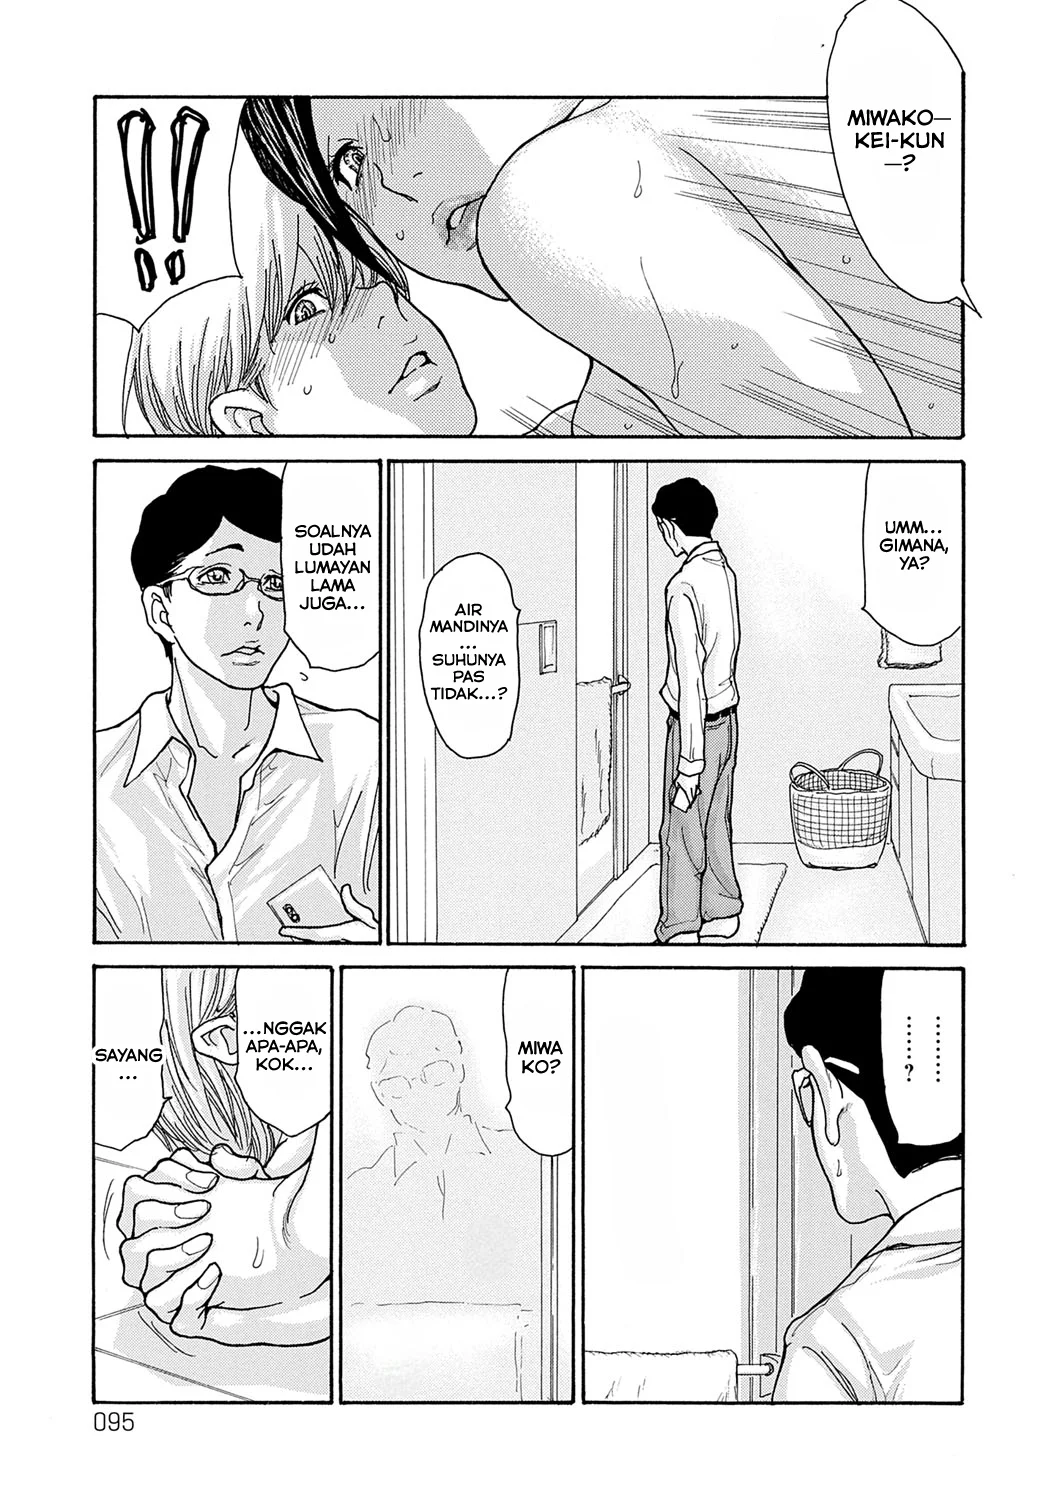 MIWAKO—
KEI-KUN
—?
!!
UMM...
GIMANA,
YA?
AIR
MANDINYA
...
SUHUNYA
PAS
TIDAK...?
SOALNYA
UDAH
LUMAYAN
LAMA
JUGA...
..........
......?
MIWA
KO?
...NGGAK
APA-APA,
KOK...
SAYANG
...
095